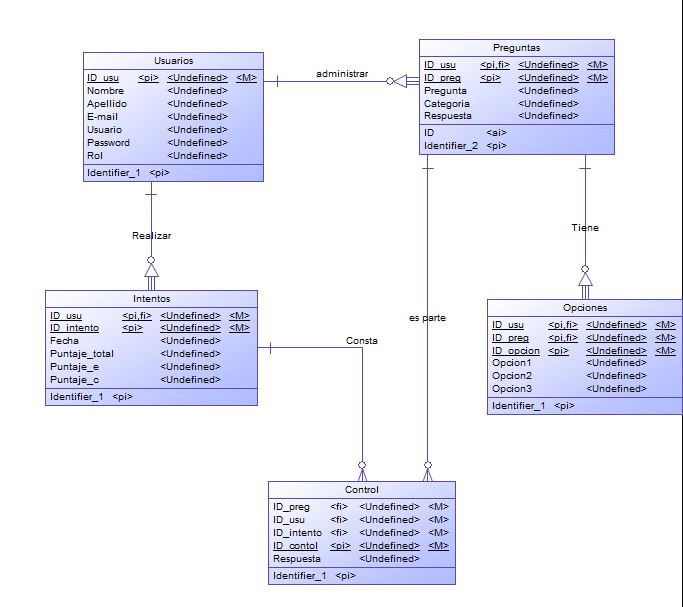 Usuarios
ID_usu <pi> <Undefined> <M>
Nombre <Undefined>
Apellido <Undefined>
E-mail <Undefined>
Usuario <Undefined>
Password <Undefined>
Rol <Undefined>
Identifier_1 <pi>
administrar
Preguntas
ID_usu <pi,fi> <Undefined> <M>
ID_preg <pi> <Undefined> <M>
Pregunta <Undefined>
Categoria <Undefined>
Respuesta <Undefined>
ID <ai>
Identifier_2 <pi>
Realizar
Tiene
Intentos
ID_usu <pi,fi> <Undefined> <M>
ID_intento <pi> <Undefined> <M>
Fecha <Undefined>
Puntaje_total <Undefined>
Puntaje_e <Undefined>
Puntaje_c <Undefined>
Identifier_1 <pi>
Consta
es parte
Opciones
ID_usu <pi,fi> <Undefined> <M>
ID_preg <pi,fi> <Undefined> <M>
ID_opcion <pi> <Undefined> <M>
Opcion1 <Undefined>
Opcion2 <Undefined>
Opcion3 <Undefined>
Identifier_1 <pi>
Control
ID_preg <fi> <Undefined> <M>
ID_usu <fi> <Undefined> <M>
ID_intento <fi> <Undefined> <M>
ID_contol <pi> <Undefined> <M>
Respuesta <Undefined>
Identifier_1 <pi>